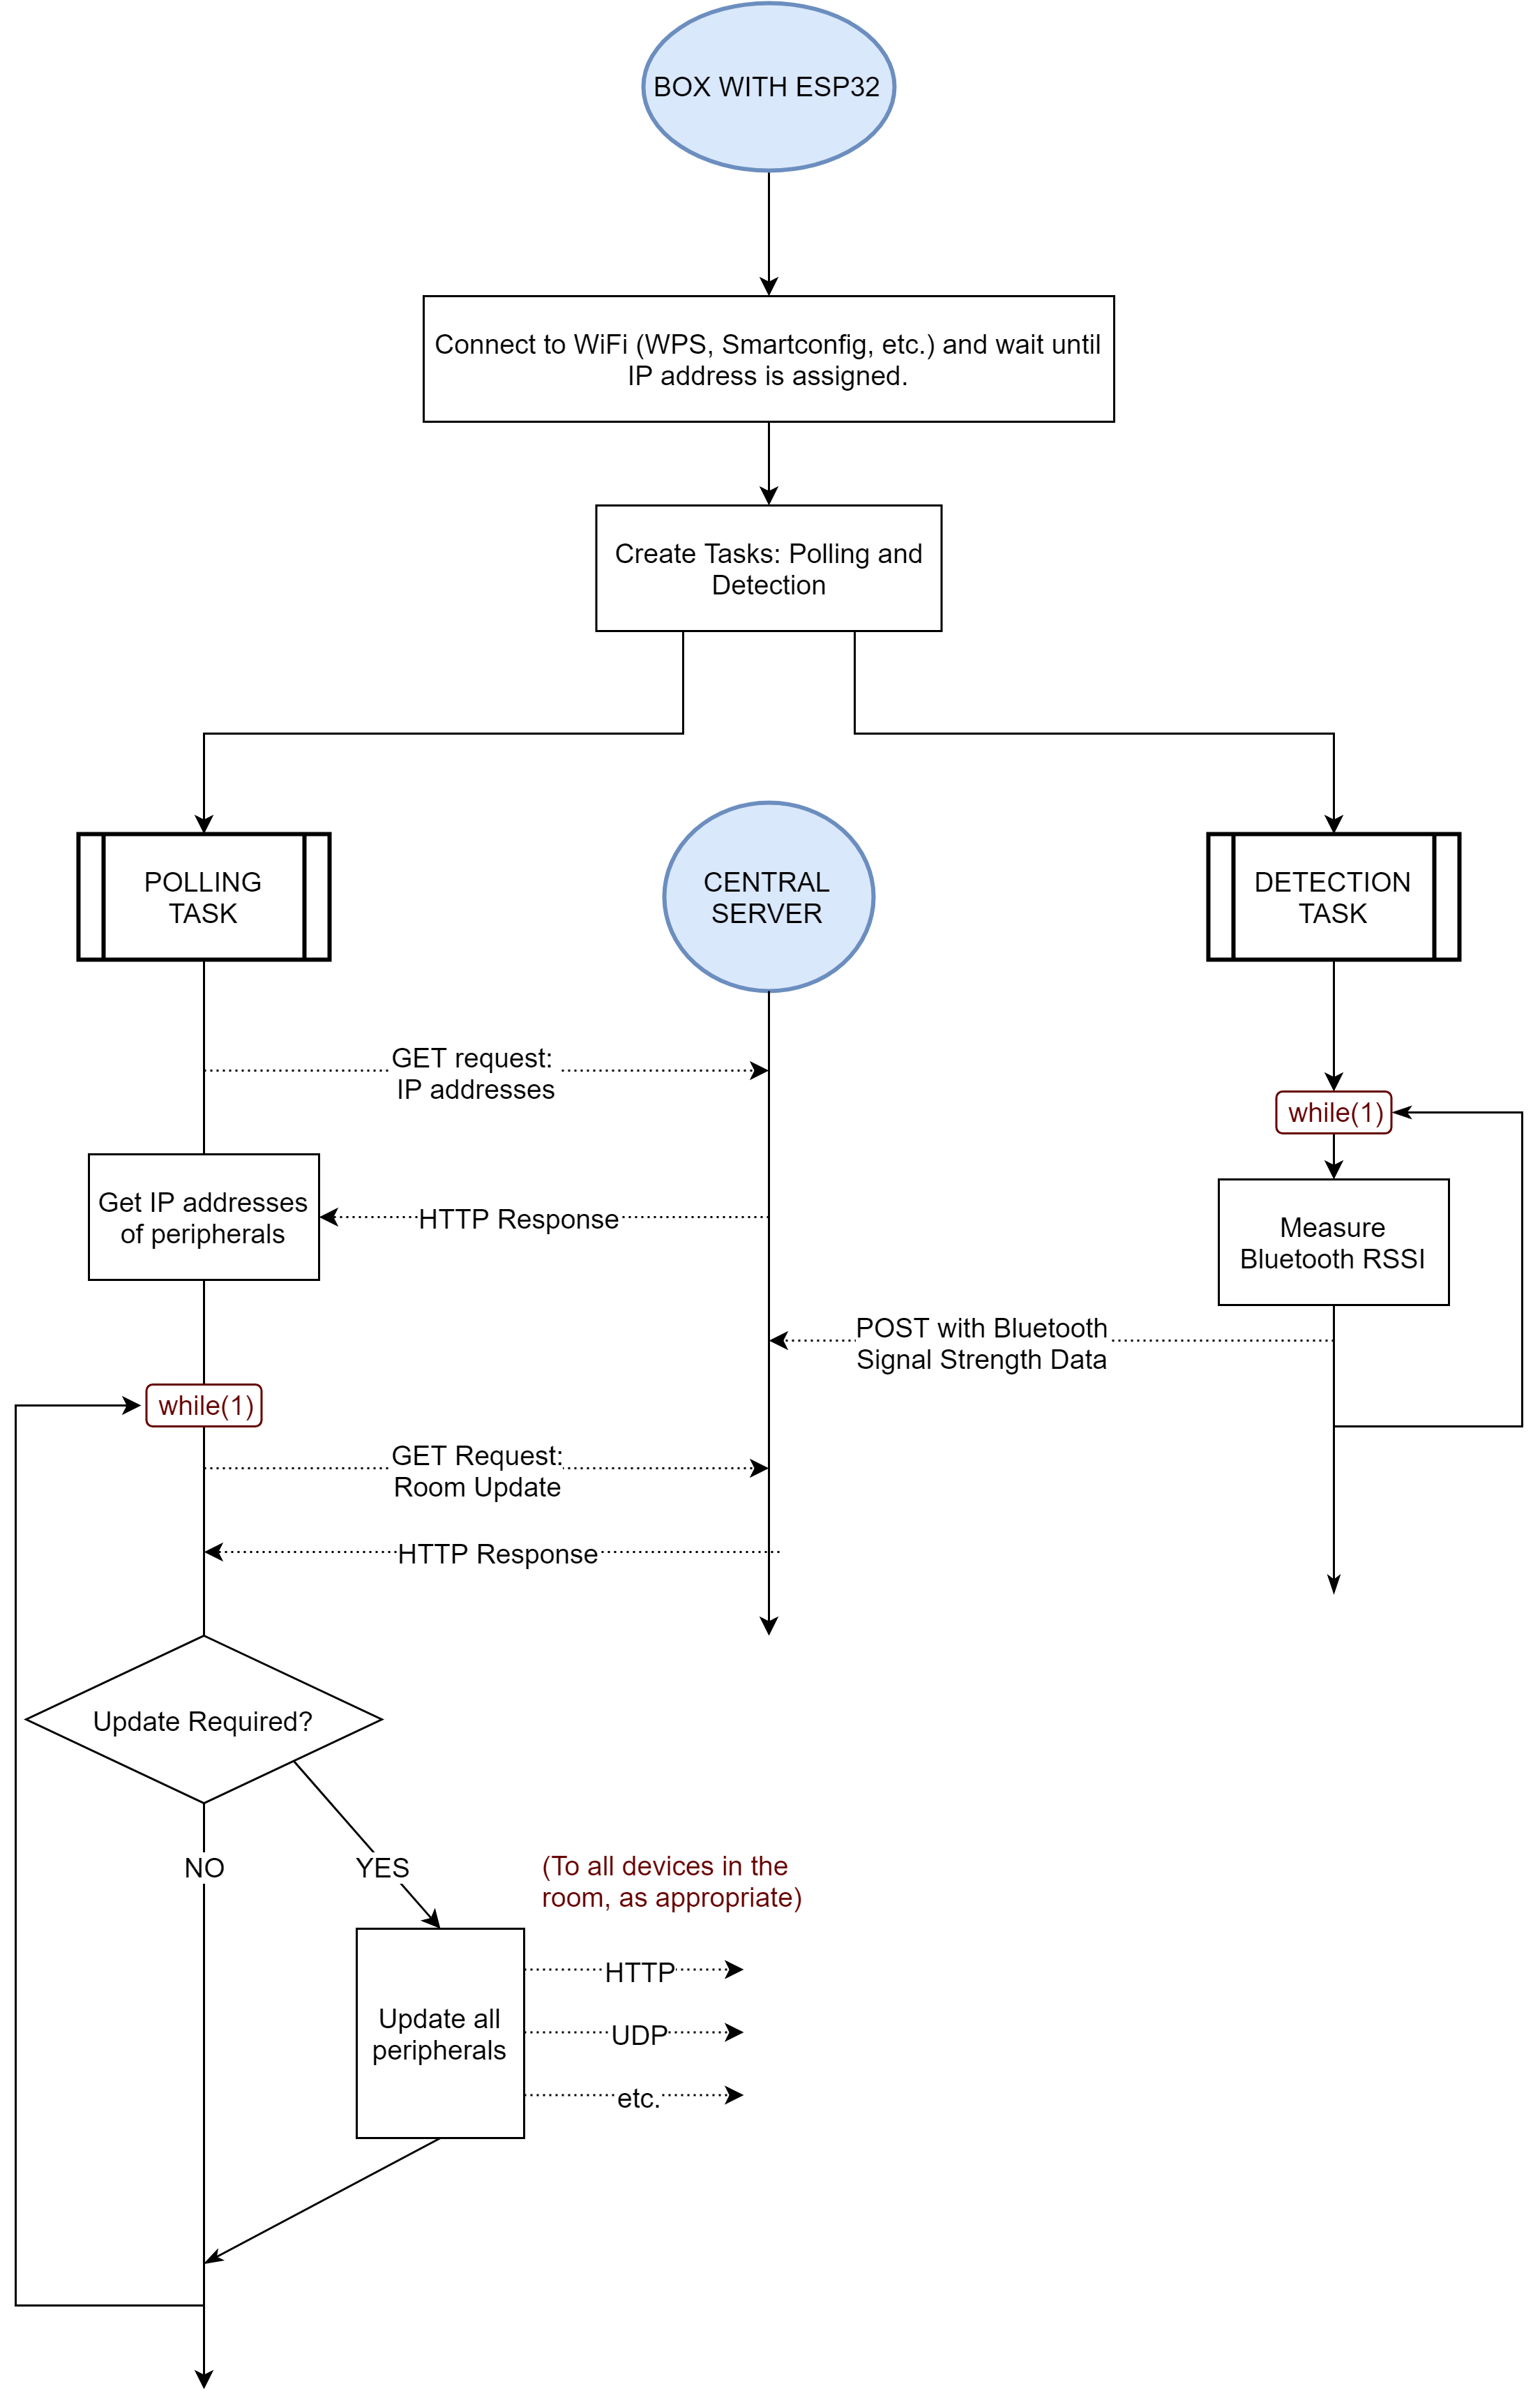 BOX WITH ESP32
Connect to WiFi (WPS, Smartconfig, etc.) and wait until
IP address is assigned.
Create Tasks: Polling and
Detection
POLLING
TASK
CENTRAL
SERVER
DETECTION
TASK
GET request:
IP addresses
while(1)
Get IP addresses
of peripherals
HTTP Response
Measure
Bluetooth RSSI
POST with Bluetooth
Signal Strength Data
while(1)
GET Request:
Room Update
HTTP Response
Update Required?
NO
YES
(To all devices in the
room, as appropriate)
HTTP
Update all
peripherals
UDP
etc.